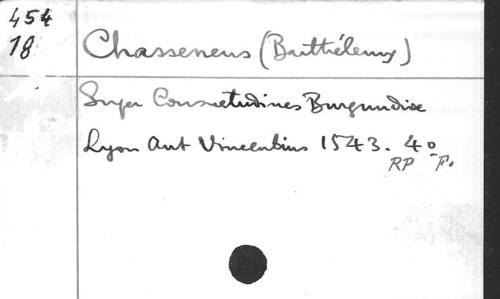 454
18
Chasseneus (Barthélemy)
Super Consuetudines Burgundiae
Lyon Ant Vincentius 1543. 4o
RP F.